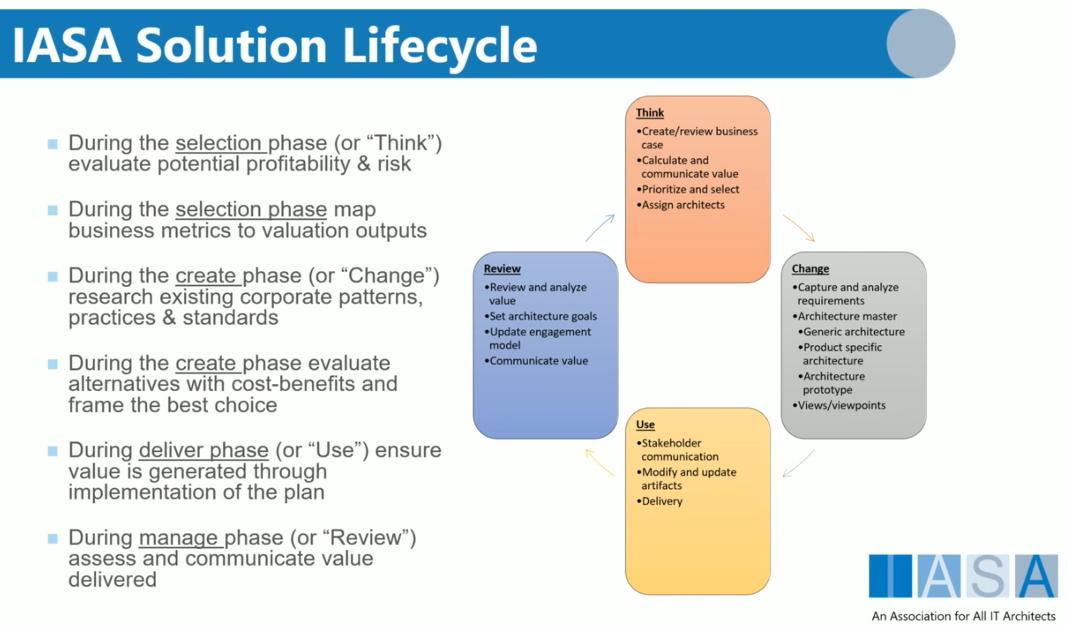 IASA Solution Lifecycle
During the selection phase (or “Think”)
evaluate potential profitability & risk
During the selection phase map
business metrics to valuation outputs
During the create phase (or “Change”)
research existing corporate patterns,
practices & standards
During the create phase evaluate
alternatives with cost-benefits and
frame the best choice
During deliver phase (or “Use”) ensure
value is generated through
implementation of the plan
During manage phase (or “Review”)
assess and communicate value
delivered
Think
•Create/review business
case
•Calculate and
communicate value
•Prioritize and select
•Assign architects
Review
•Review and analyze
value
•Set architecture goals
•Update engagement
model
•Communicate value
Change
•Capture and analyze
requirements
•Architecture master
•Generic architecture
•Product specific
architecture
•Architecture
prototype
•Views/viewpoints
Use
•Stakeholder
communication
•Modify and update
artifacts
•Delivery
IASA
An Association for All IT Architects